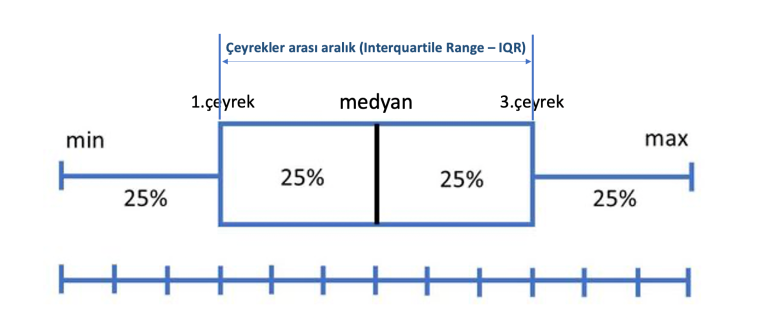 Çeyrekler arası aralık (Interquartile Range – IQR)
1.çeyrek
medyan
3.çeyrek
min
max
25%
25%
25%
25%